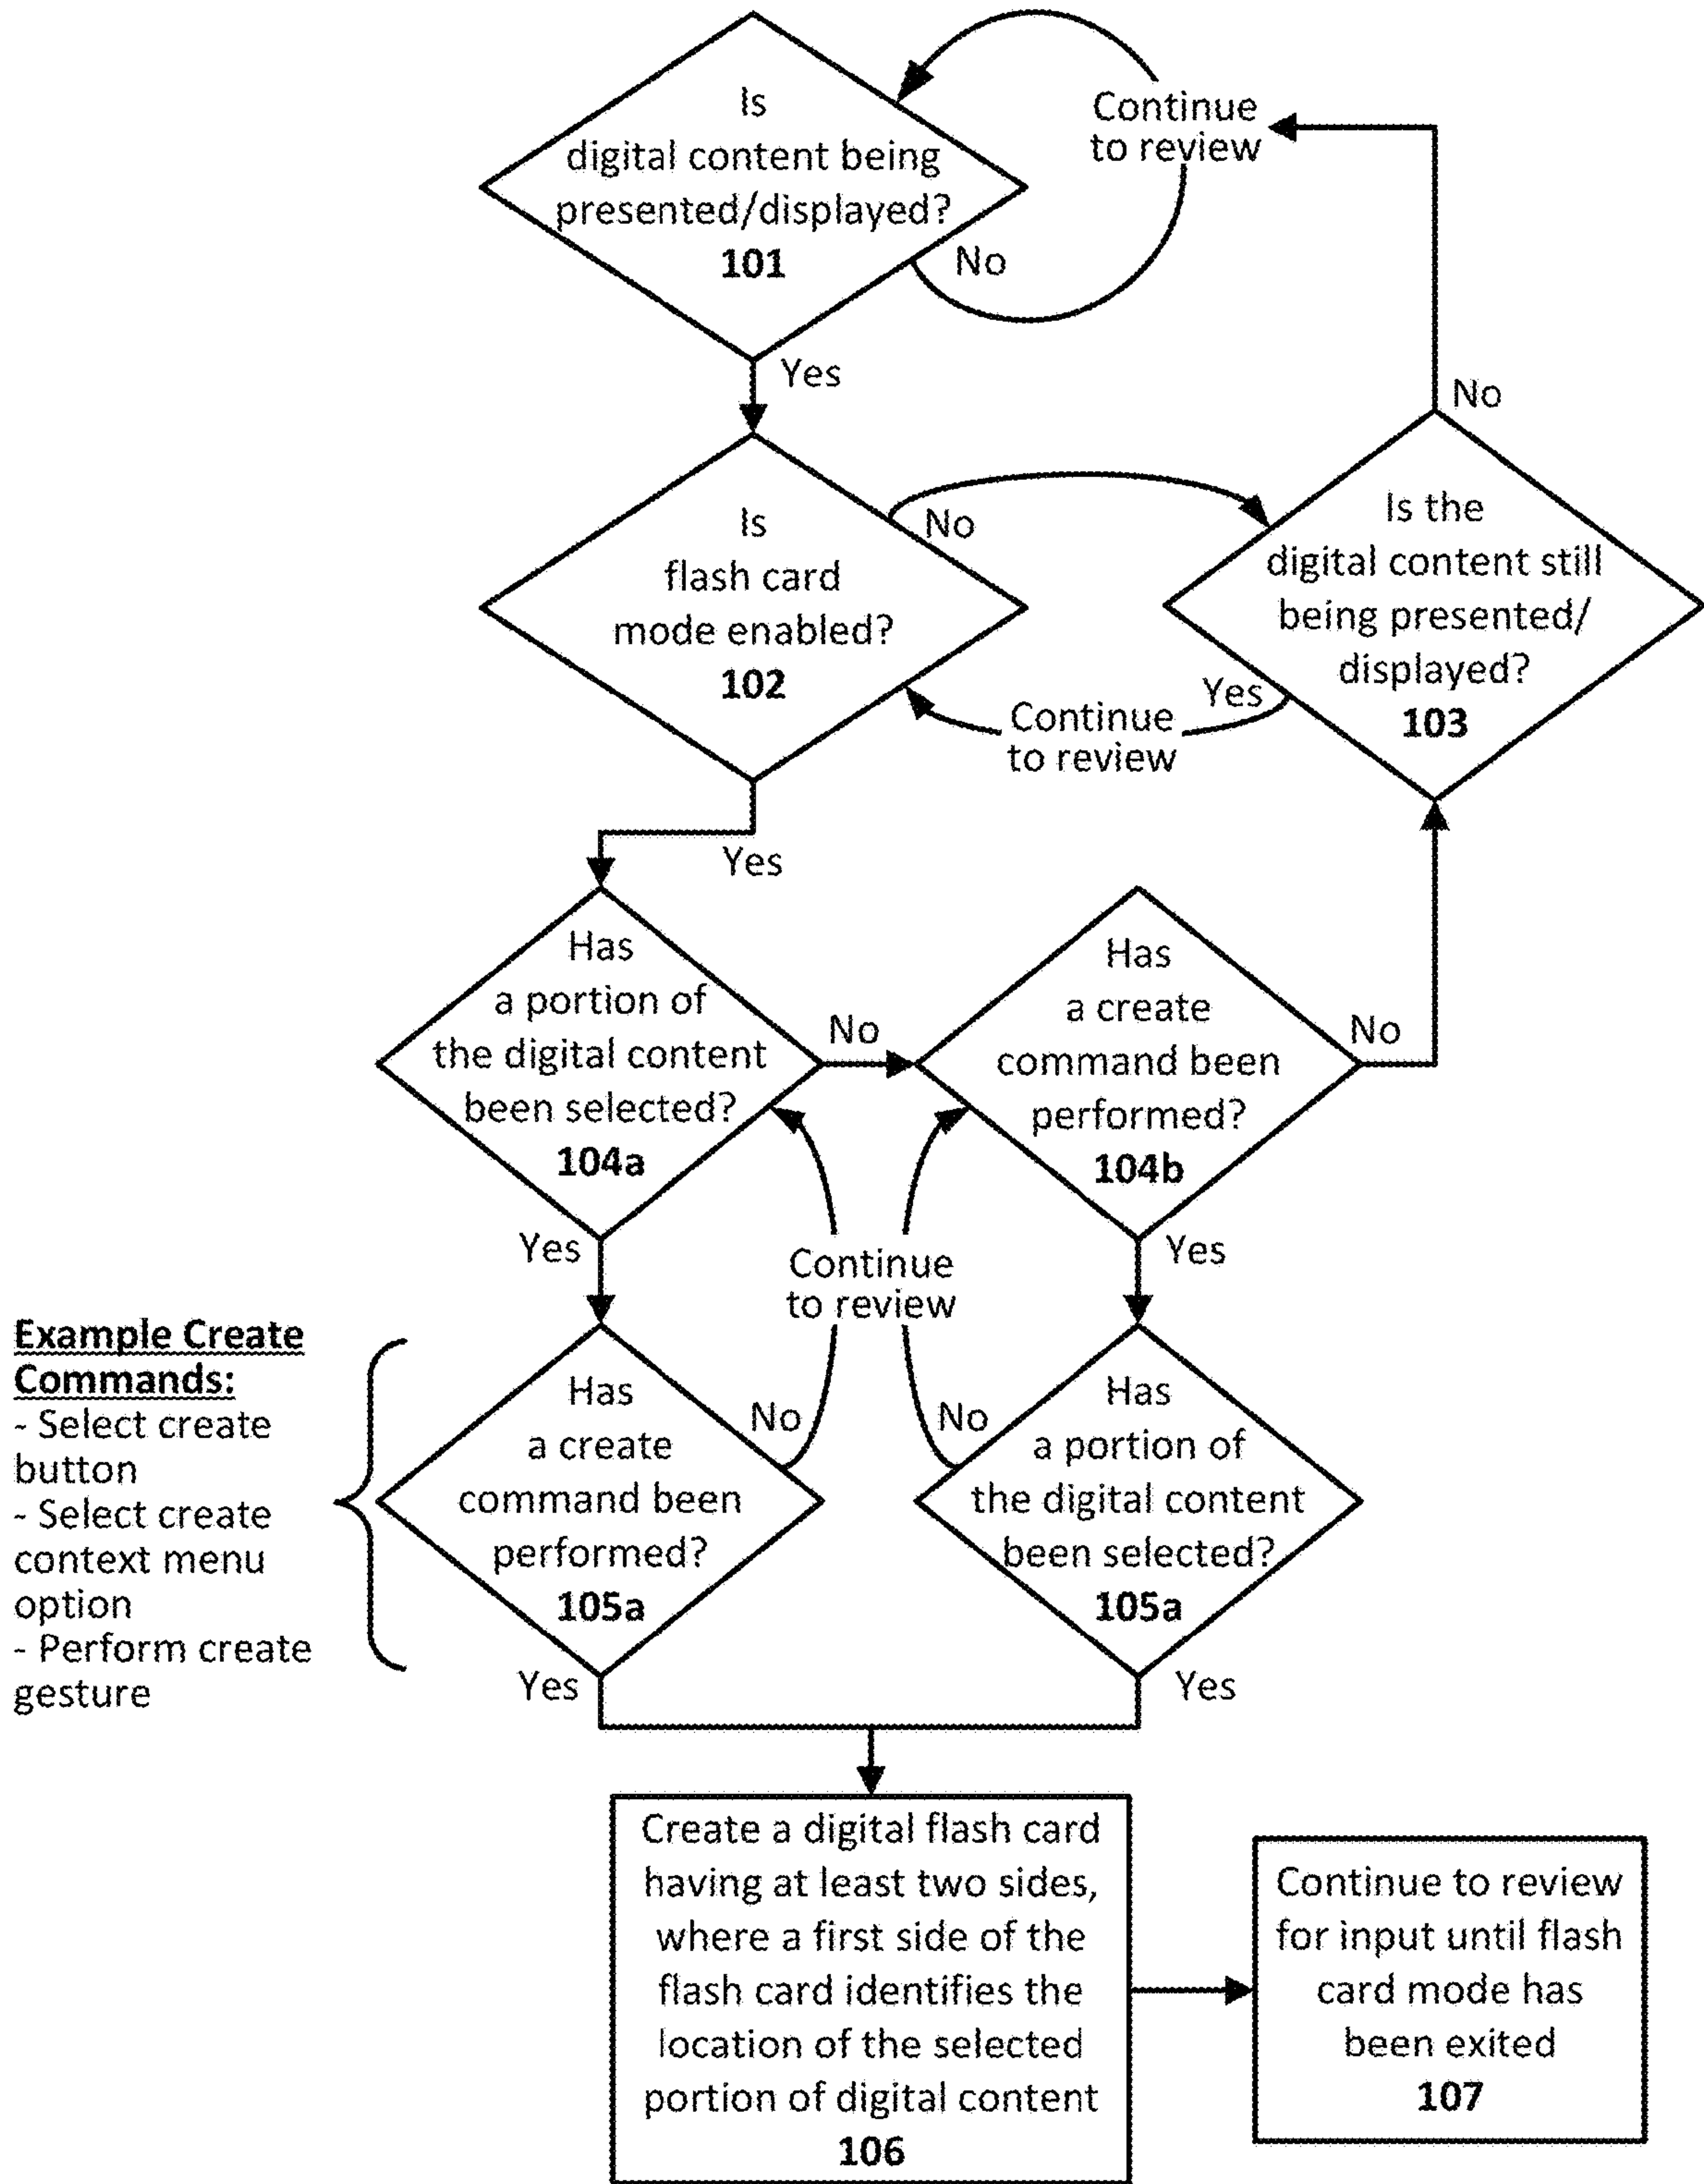 Is
digital content being
presented/displayed?
101
Continue
to review
No
Yes
Is
flash card
mode enabled?
102
No
Is the
digital content still
being presented/
displayed?
103
No
Yes
Continue
to review
Yes
Has
a portion of
the digital content
been selected?
104a
No
Has
a create
command been
performed?
104b
No
Yes
Continue
to review
Yes
Example Create
Commands:
- Select create
button
- Select create
context menu
option
- Perform create
gesture
Has
a create
command been
performed?
105a
No
No
Has
a portion of
the digital content
been selected?
105a
Yes
Yes
Create a digital flash card
having at least two sides,
where a first side of the
flash card identifies the
location of the selected
portion of digital content
106
Continue to review
for input until flash
card mode has
been exited
107